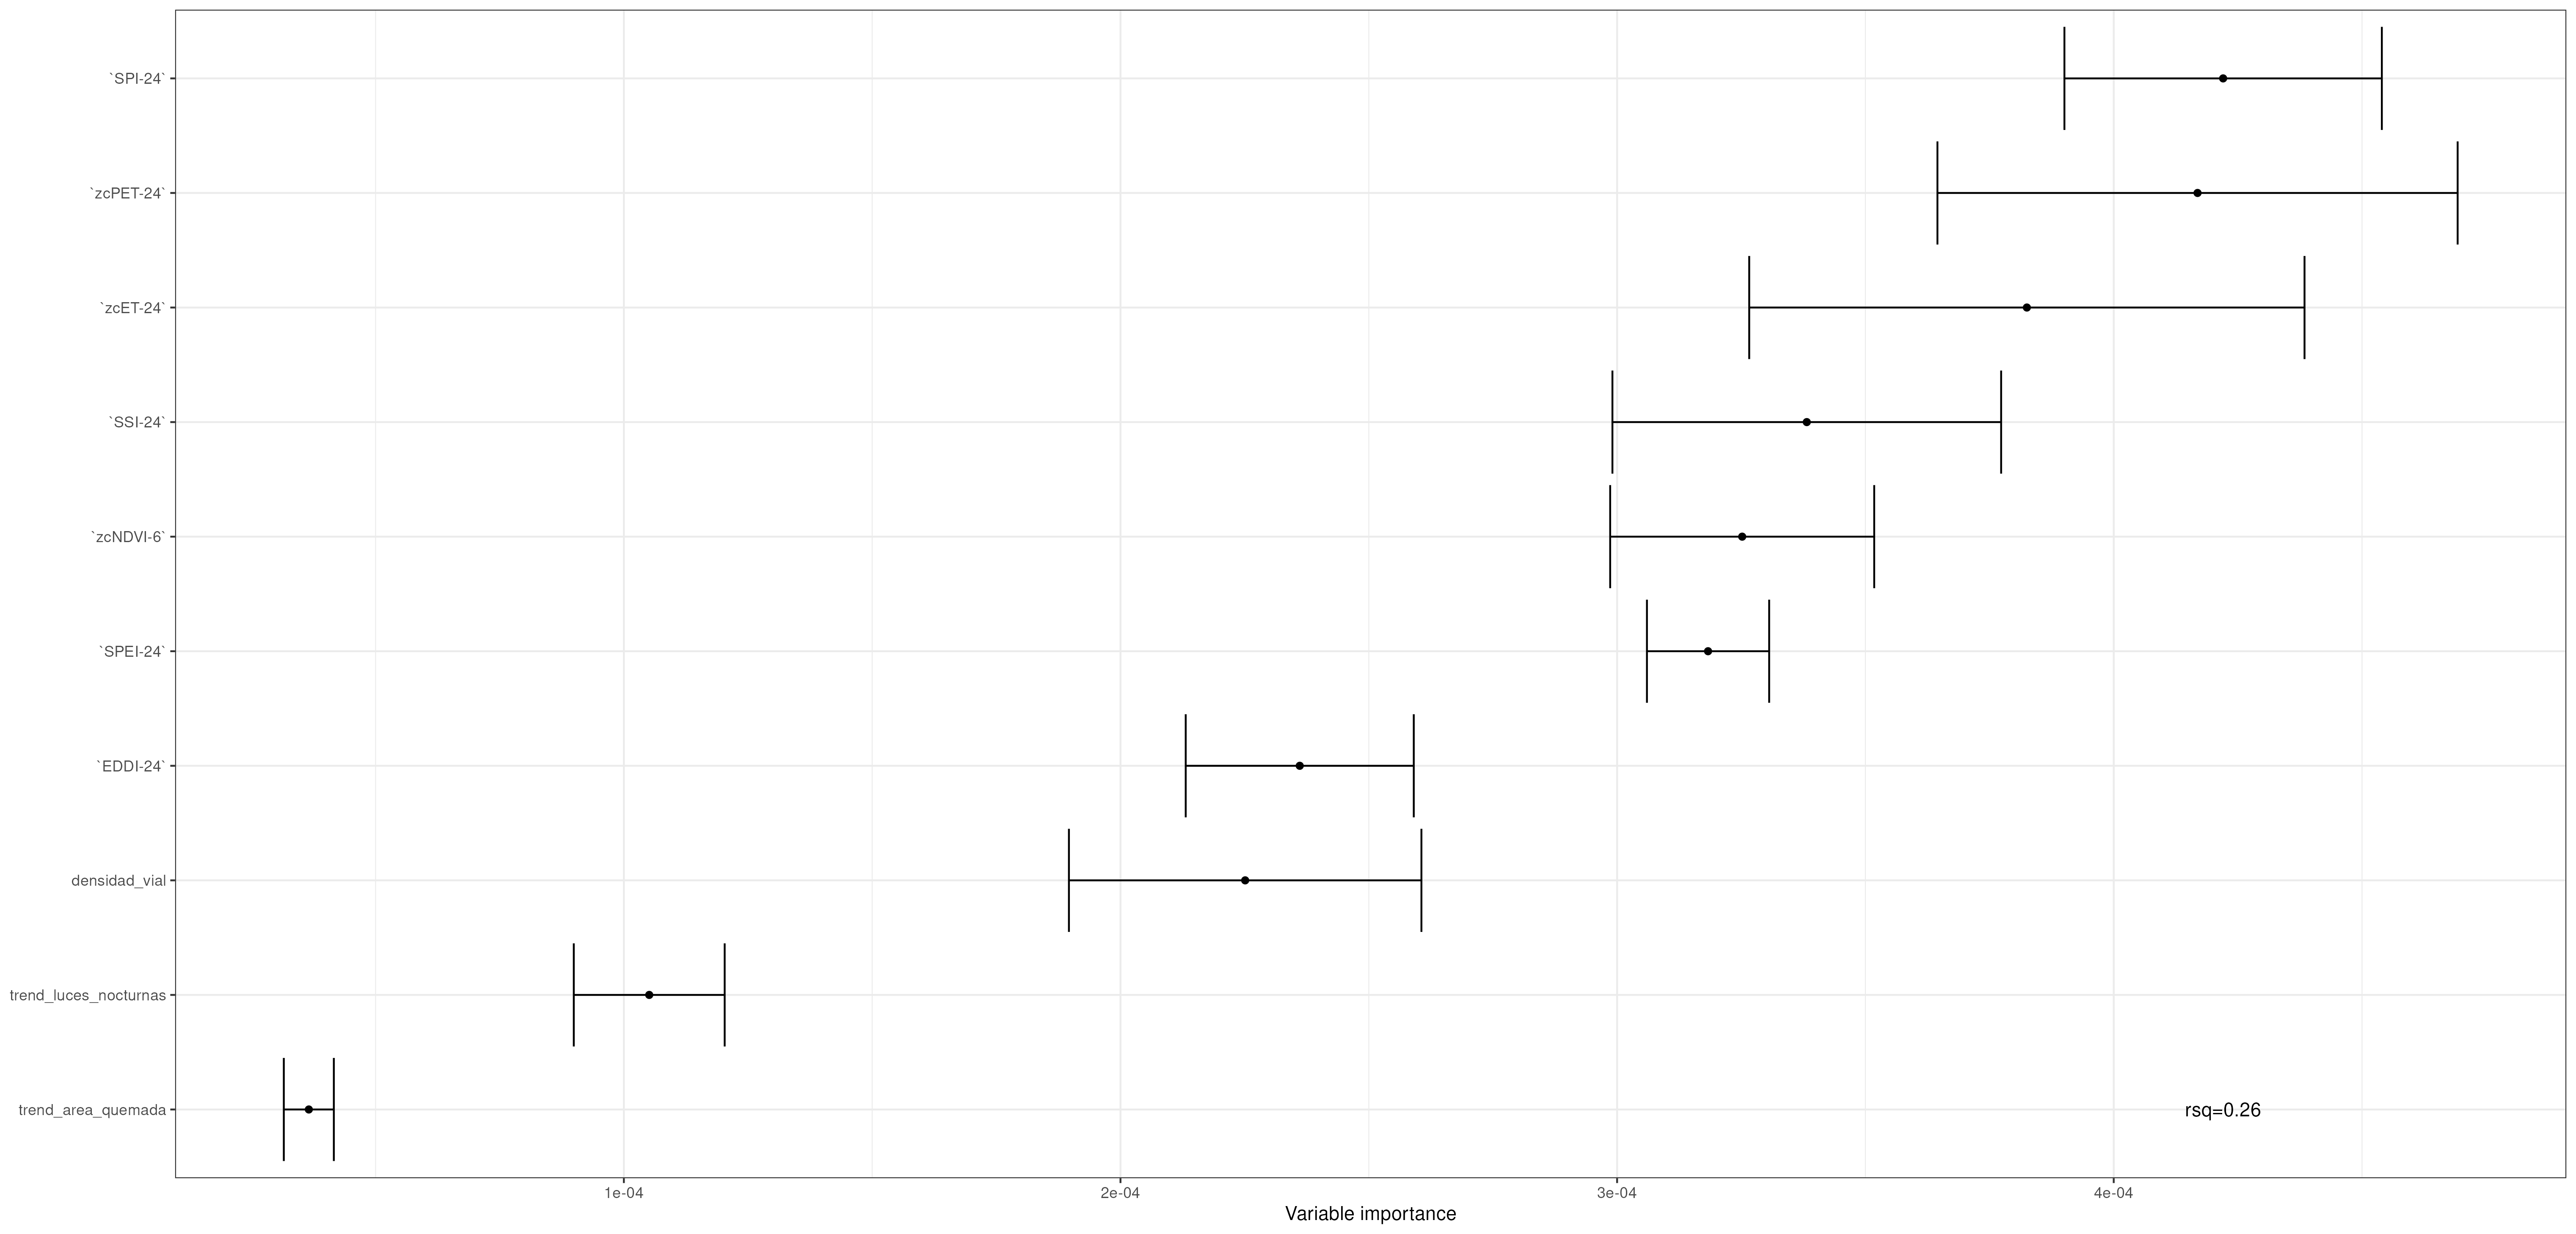 `SPI-24`
`zcPET-24`
`zcET-24`
`SSI-24`
`zcNDVI-6`
`SPEI-24`
`EDDI-24`
densidad_vial
trend_luces_nocturnas
trend_area_quemada
rsq=0.26
1e-04 2e-04 3e-04 4e-04
Variable importance